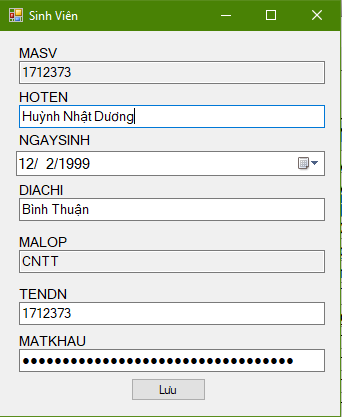 Sinh Viên
MASV
1712373
HOTEN
Huỳnh Nhật Dương
NGAYSINH
12/ 2/1999
DIACHI
Bình Thuận
MALOP
CNTT
TENDN
1712373
MATKHAU
●●●●●●●●●●●●●●●●●●●●●●●●●●●●●●●●●●
Lưu